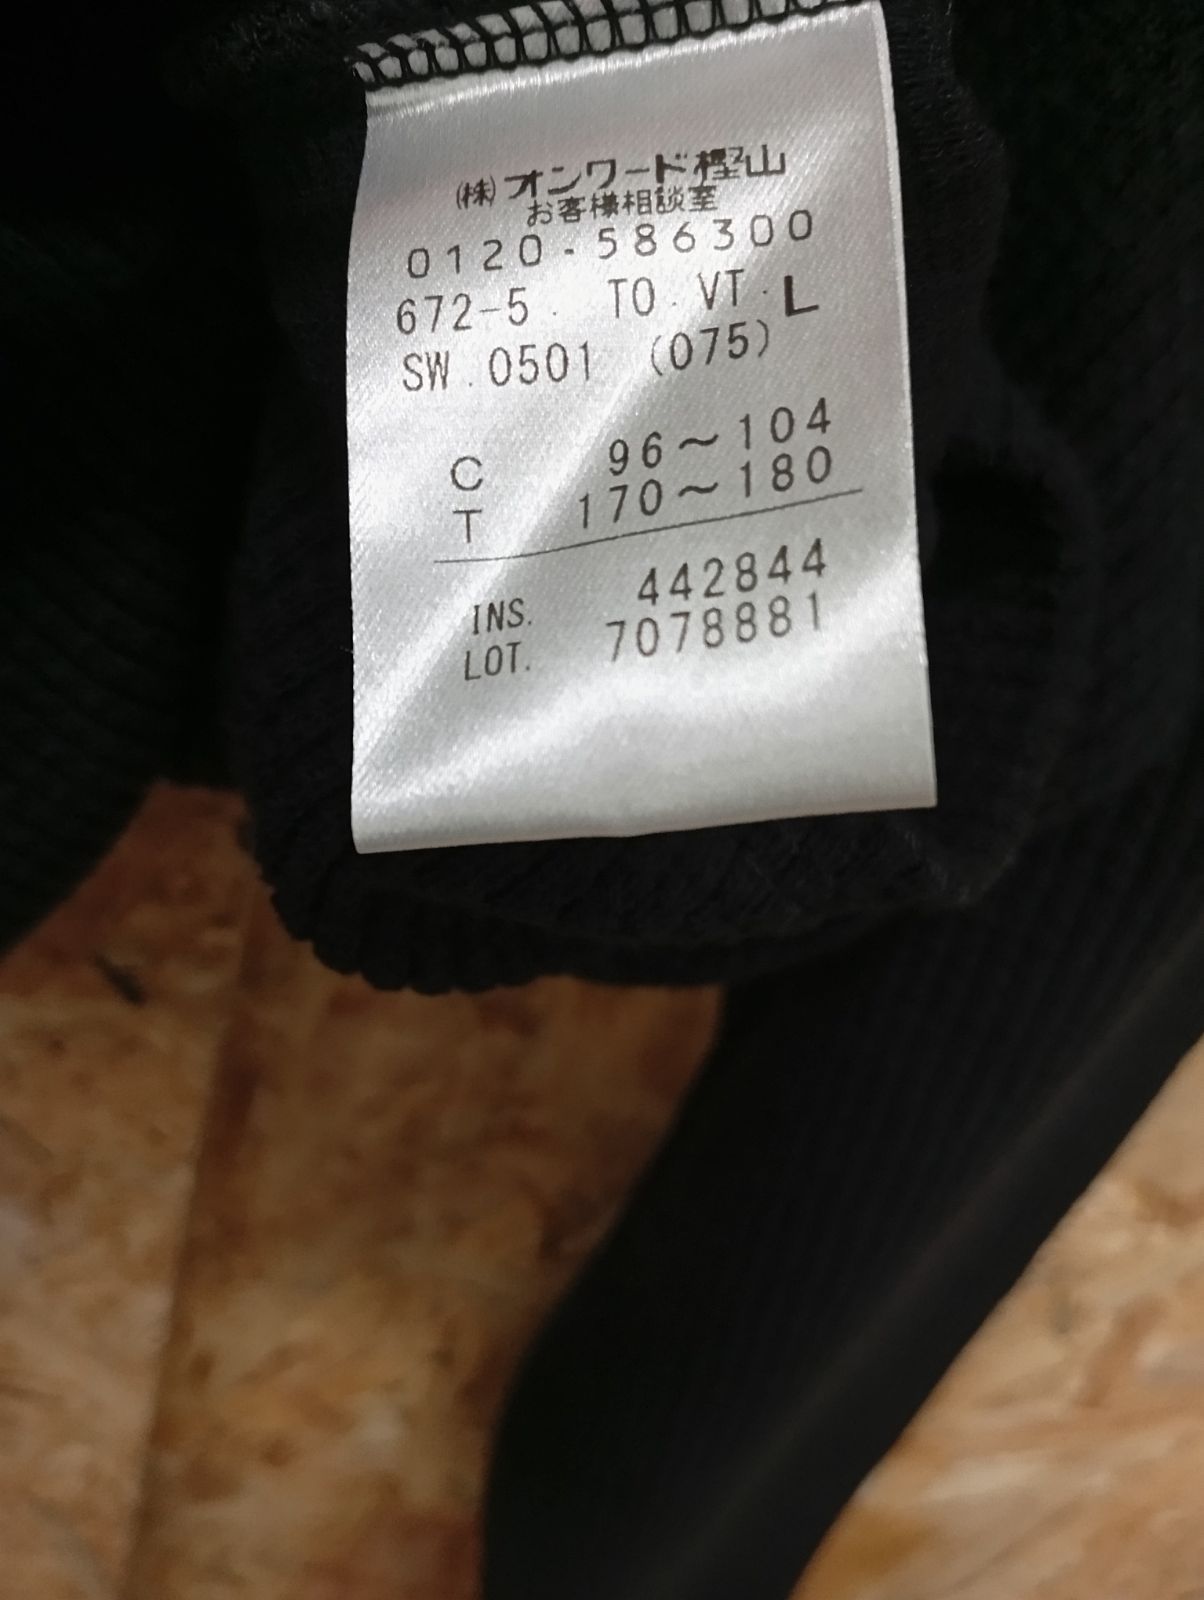 (株)オンワード樫山
お客様相談室
0120-586300
672-5. TO. VT. L
SW. 0501 (075)
C 96～104
T 170～180
INS. 442844
LOT. 7078881